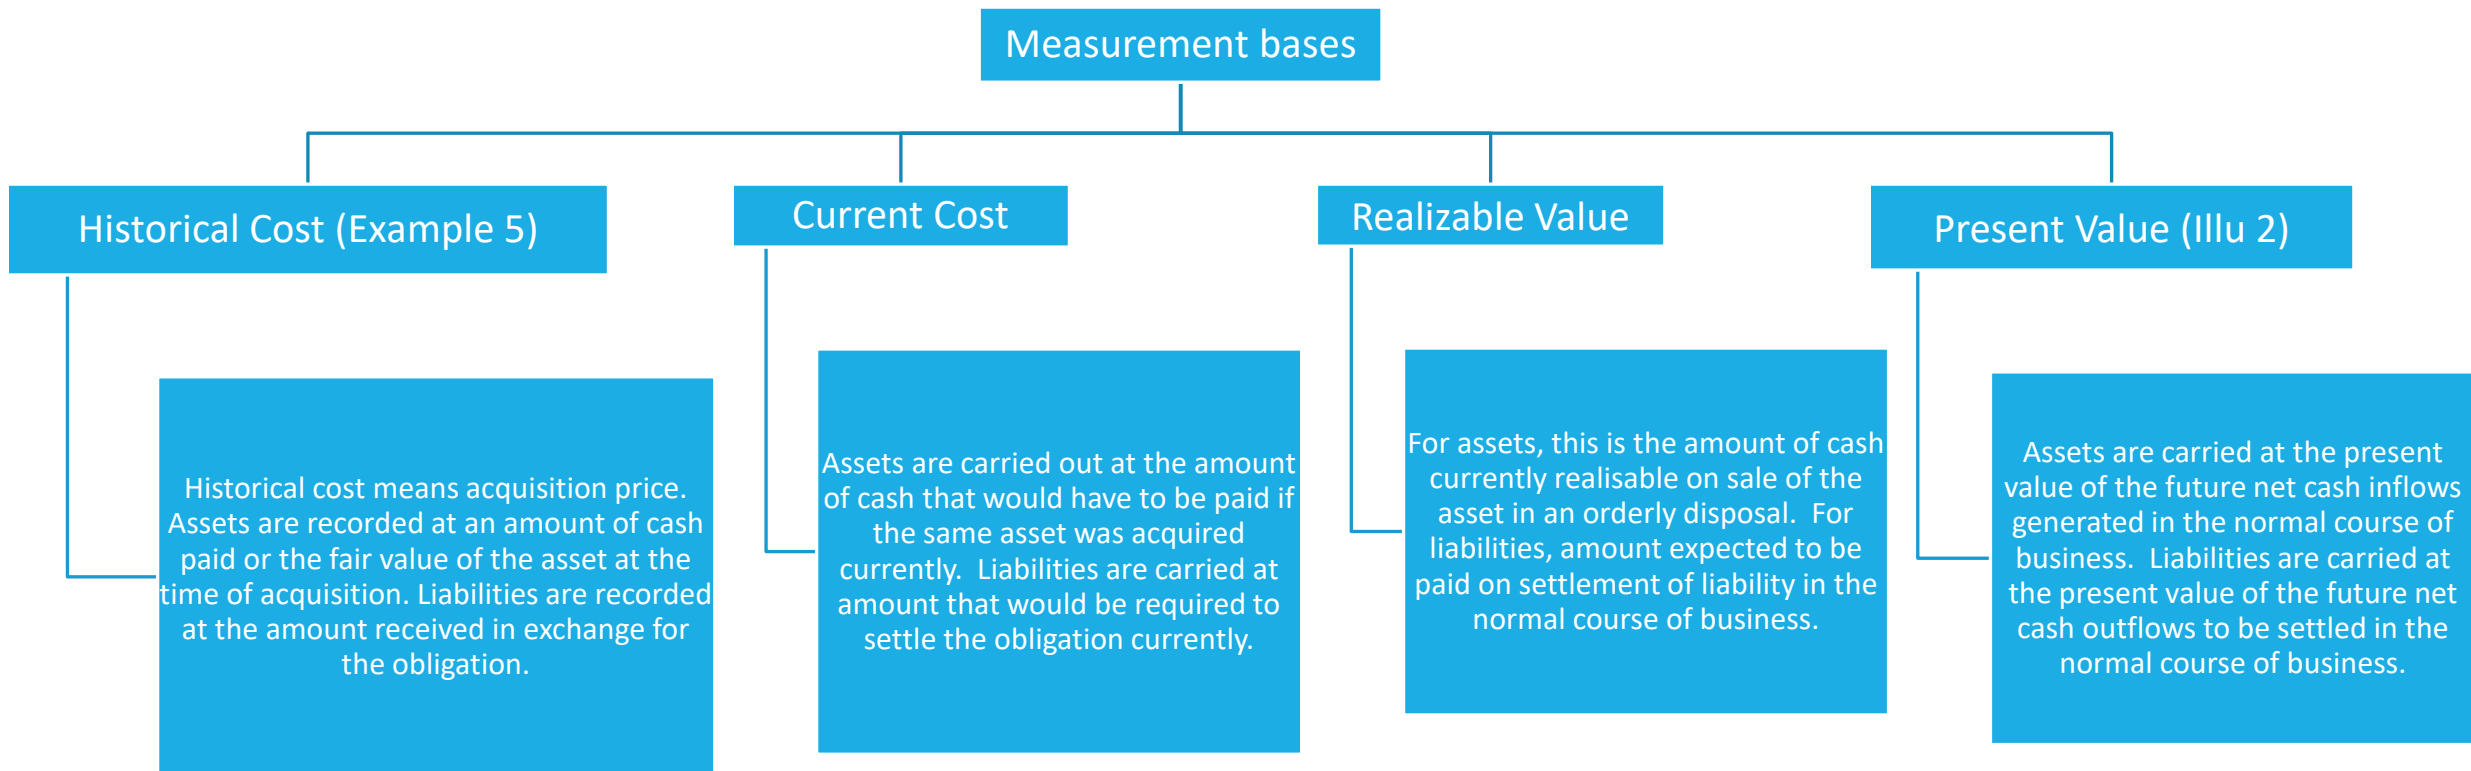 Measurement bases
Historical Cost (Example 5)
Historical cost means acquisition price.
Assets are recorded at an amount of cash
paid or the fair value of the asset at the
time of acquisition. Liabilities are recorded
at the amount received in exchange for
the obligation.
Current Cost
Assets are carried out at the amount
of cash that would have to be paid if
the same asset was acquired
currently.  Liabilities are carried at
amount that would be required to
settle the obligation currently.
Realizable Value
For assets, this is the amount of cash
currently realisable on sale of the
asset in an orderly disposal.  For
liabilities, amount expected to be
paid on settlement of liability in the
normal course of business.
Present Value (Illu 2)
Assets are carried at the present
value of the future net cash inflows
generated in the normal course of
business.  Liabilities are carried at
the present value of the future net
cash outflows to be settled in the
normal course of business.